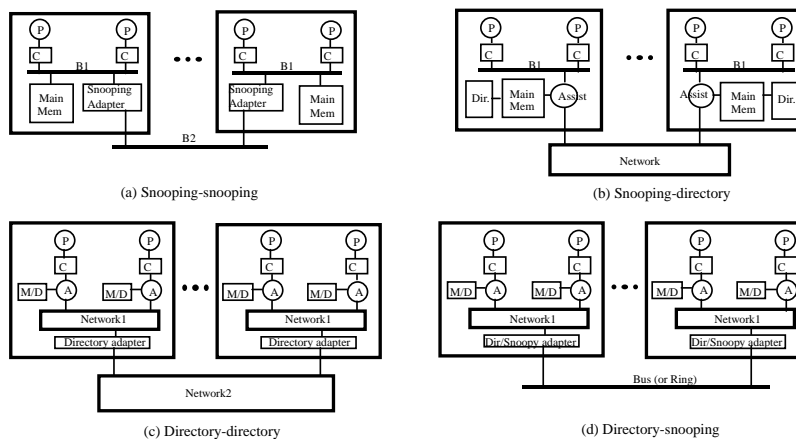 P P P P
C C C C
B1 B1
Main Mem Snooping Adapter Snooping Adapter Main Mem
B2
(a) Snooping-snooping
P P P P
C C C C
B1 B1
Dir. Main Mem Assist Assist Main Mem Dir.
Network
(b) Snooping-directory
P P P P
C C C C
M/D A M/D A M/D A M/D A
Network1 Network1
Directory adapter Directory adapter
Network2
(c) Directory-directory
P P P P
C C C C
M/D A M/D A M/D A M/D A
Network1 Network1
Dir/Snoopy adapter Dir/Snoopy adapter
Bus (or Ring)
(d) Directory-snooping